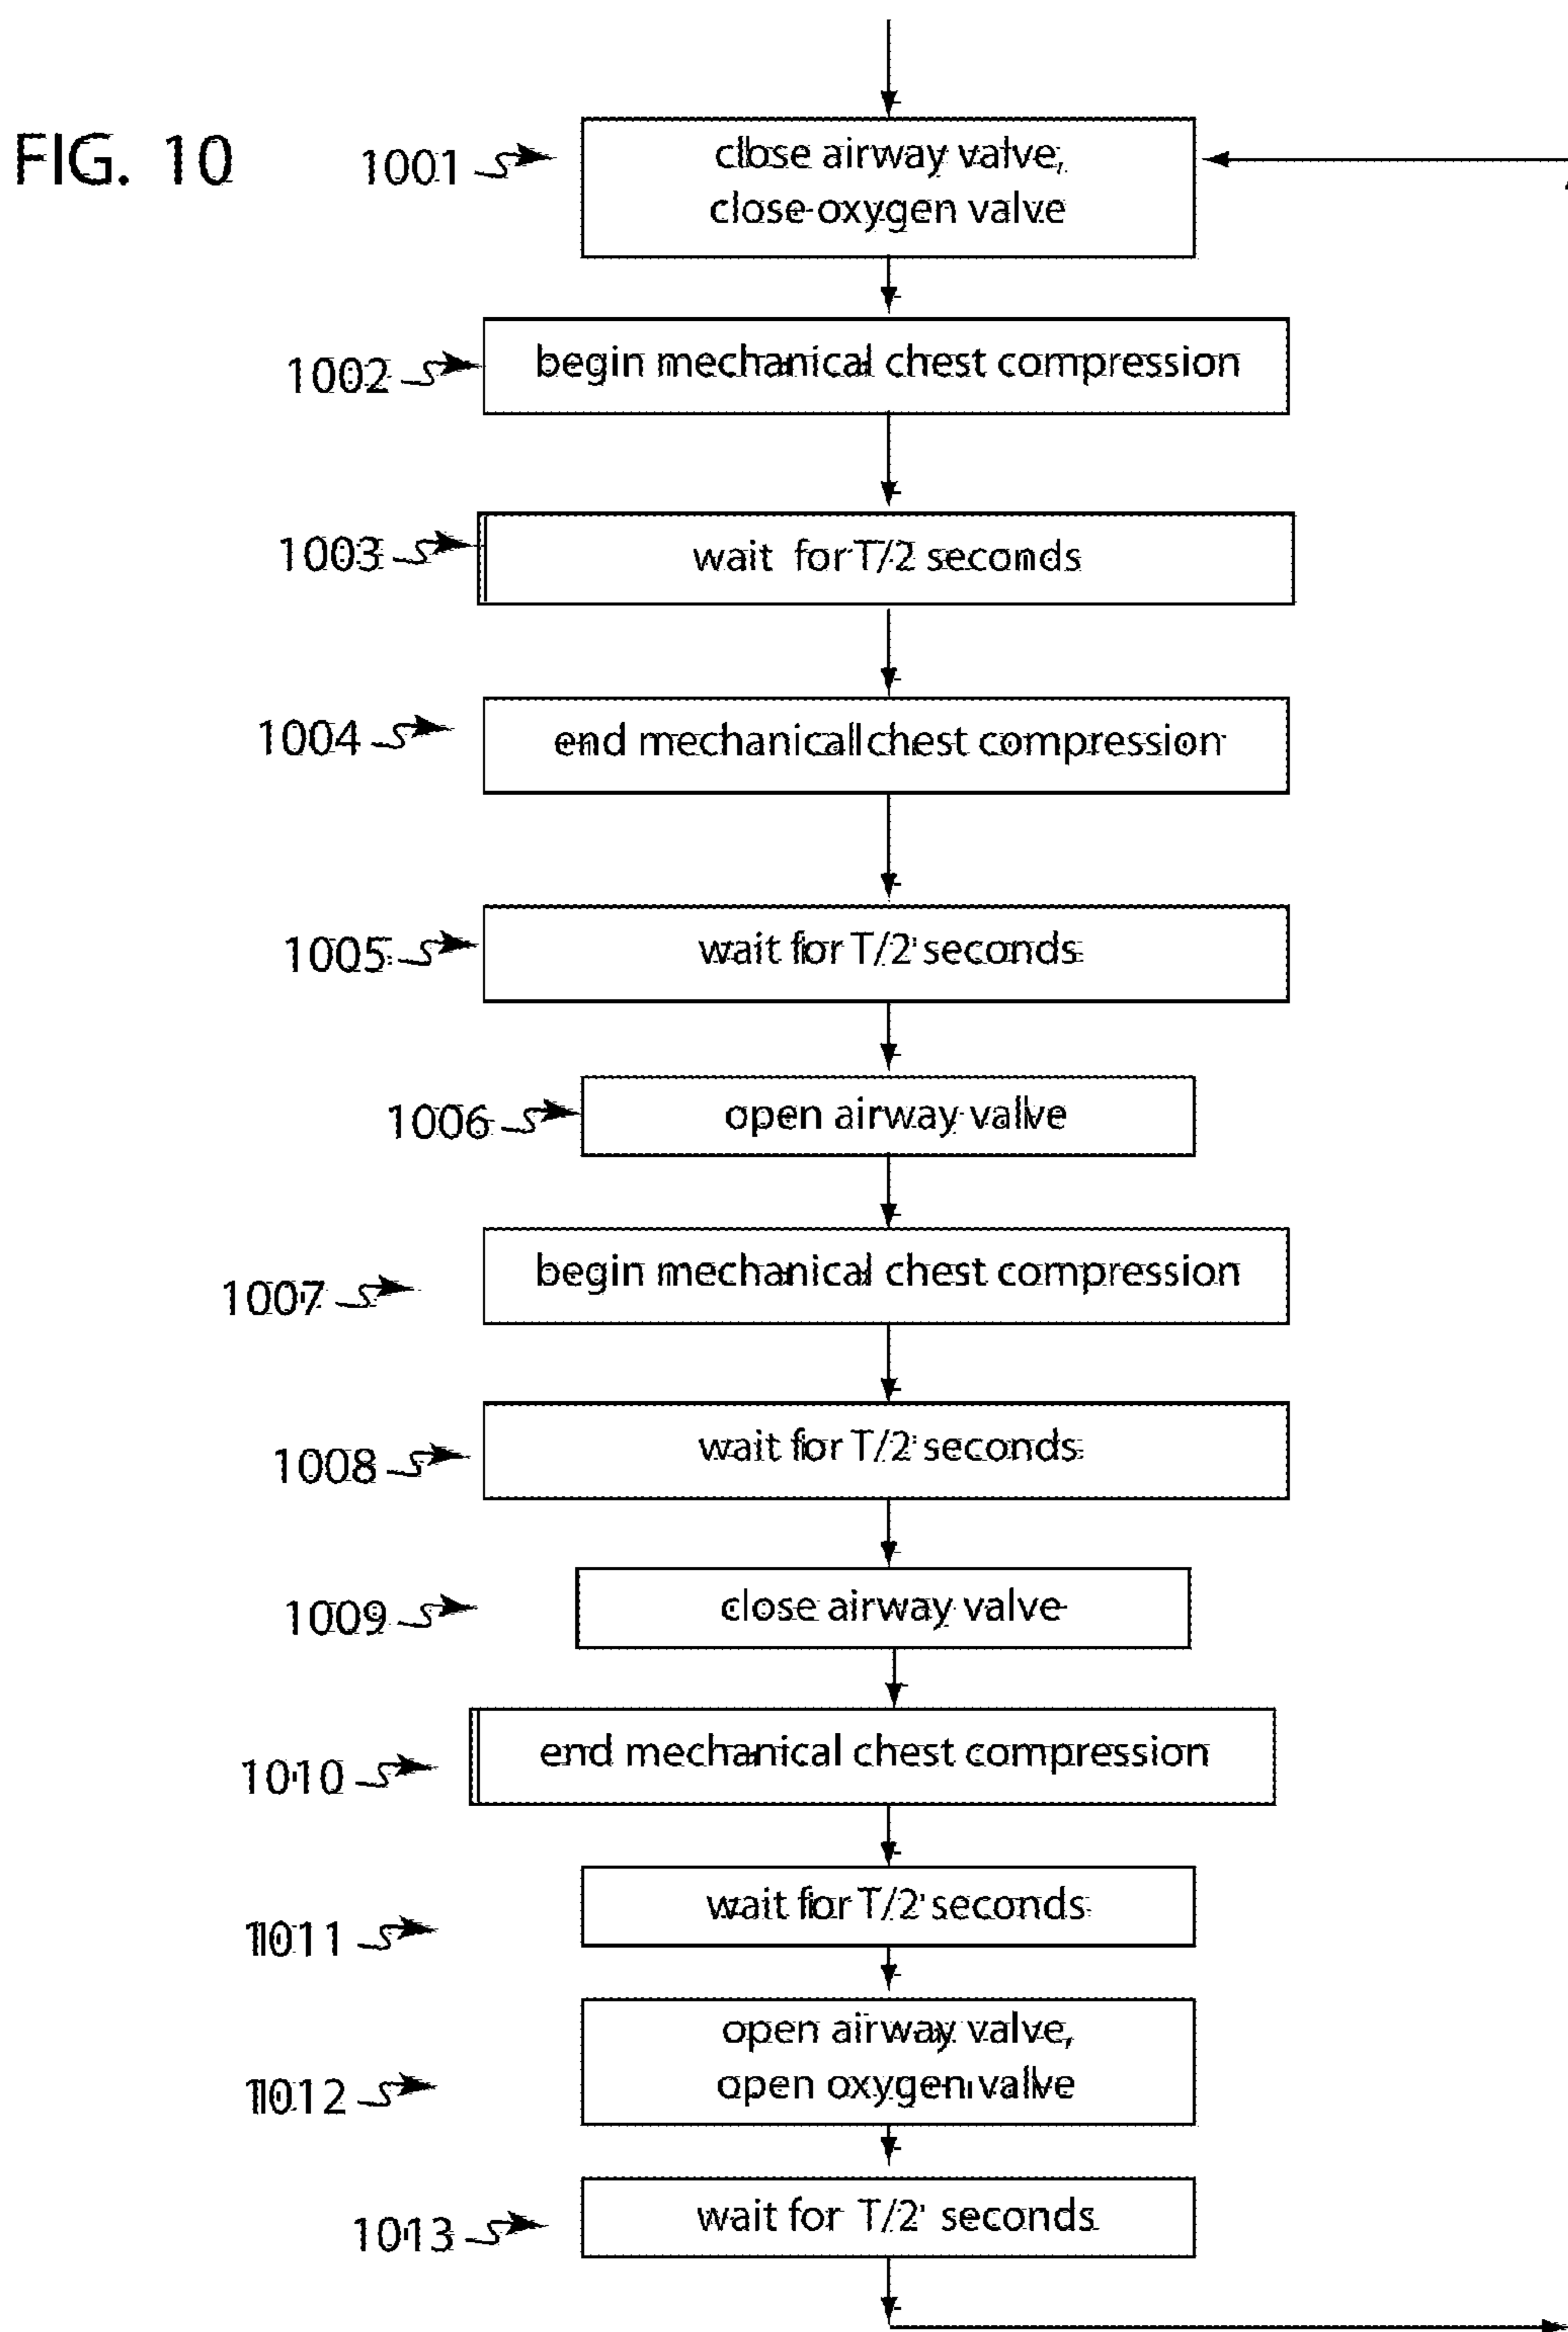 FIG. 10
1001
close airway valve,
close oxygen valve
1002
begin mechanical chest compression
1003
wait for T/2 seconds
1004
end mechanical chest compression
1005
wait for T/2 seconds
1006
open airway valve
1007
begin mechanical chest compression
1008
wait for T/2 seconds
1009
close airway valve
1010
end mechanical chest compression
1011
wait for T/2 seconds
1012
open airway valve,
open oxygen valve
1013
wait for T/2 seconds